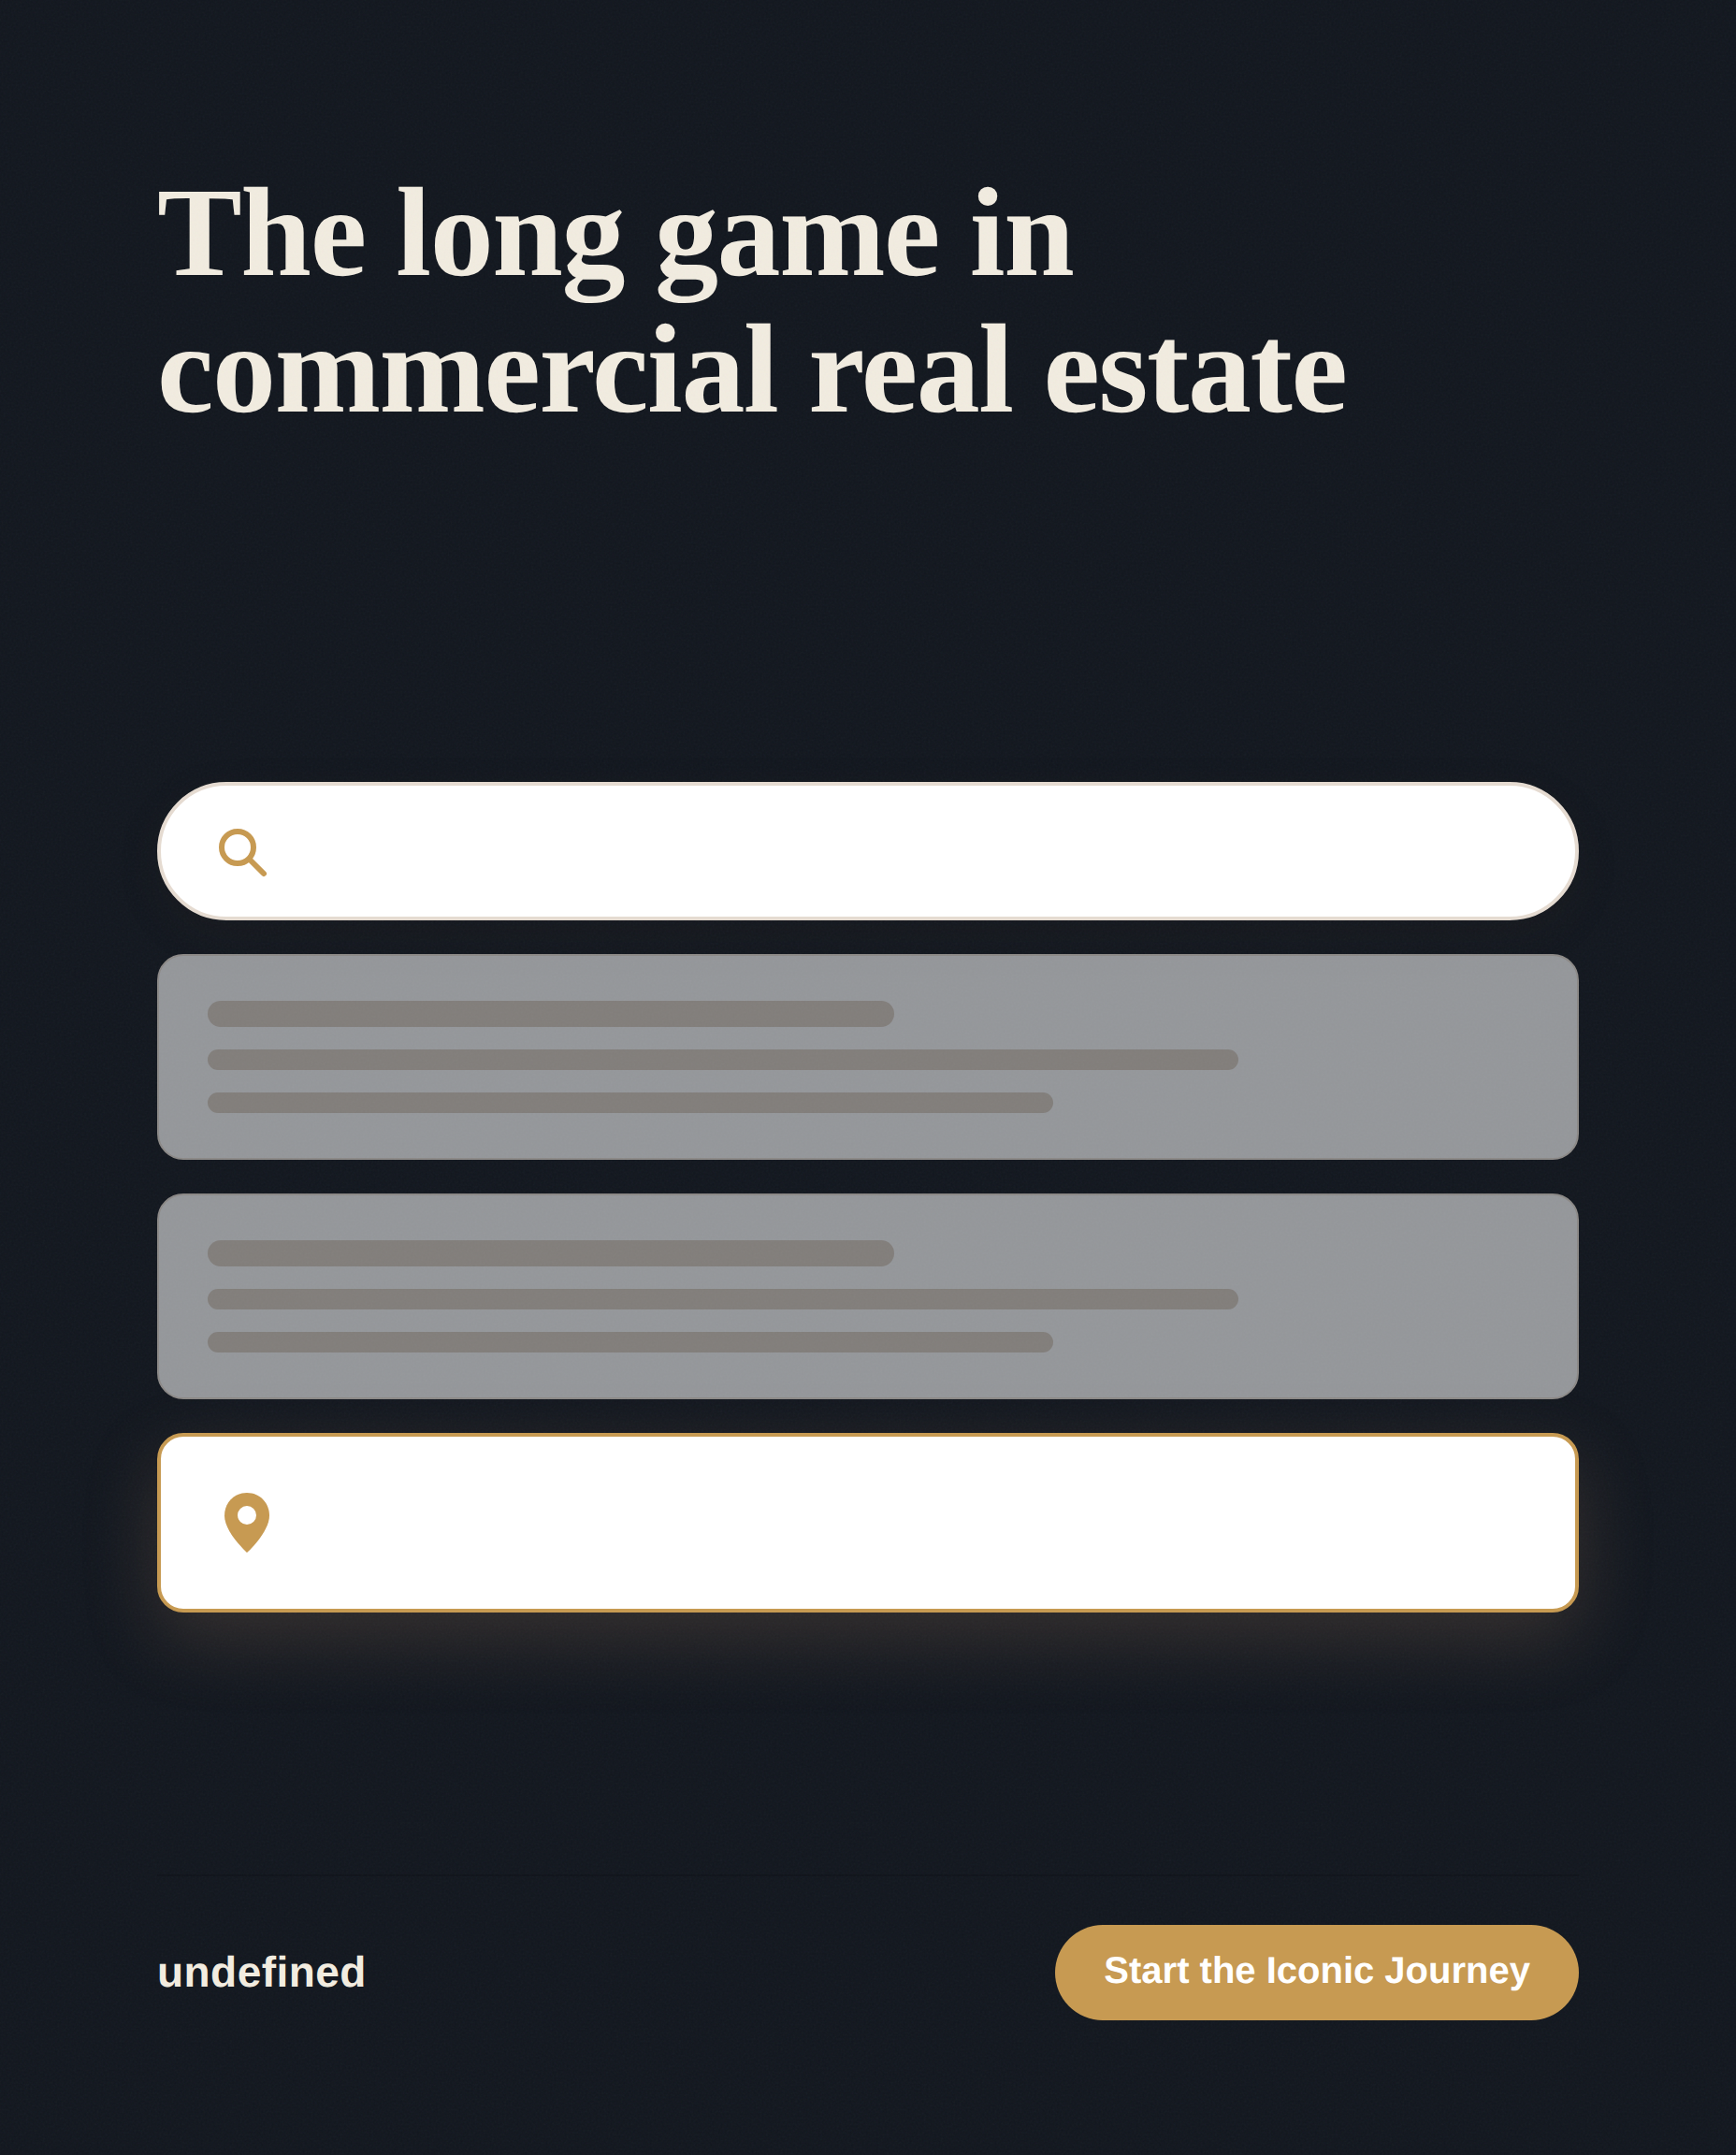 The long game in
commercial real estate
undefined
Start the Iconic Journey